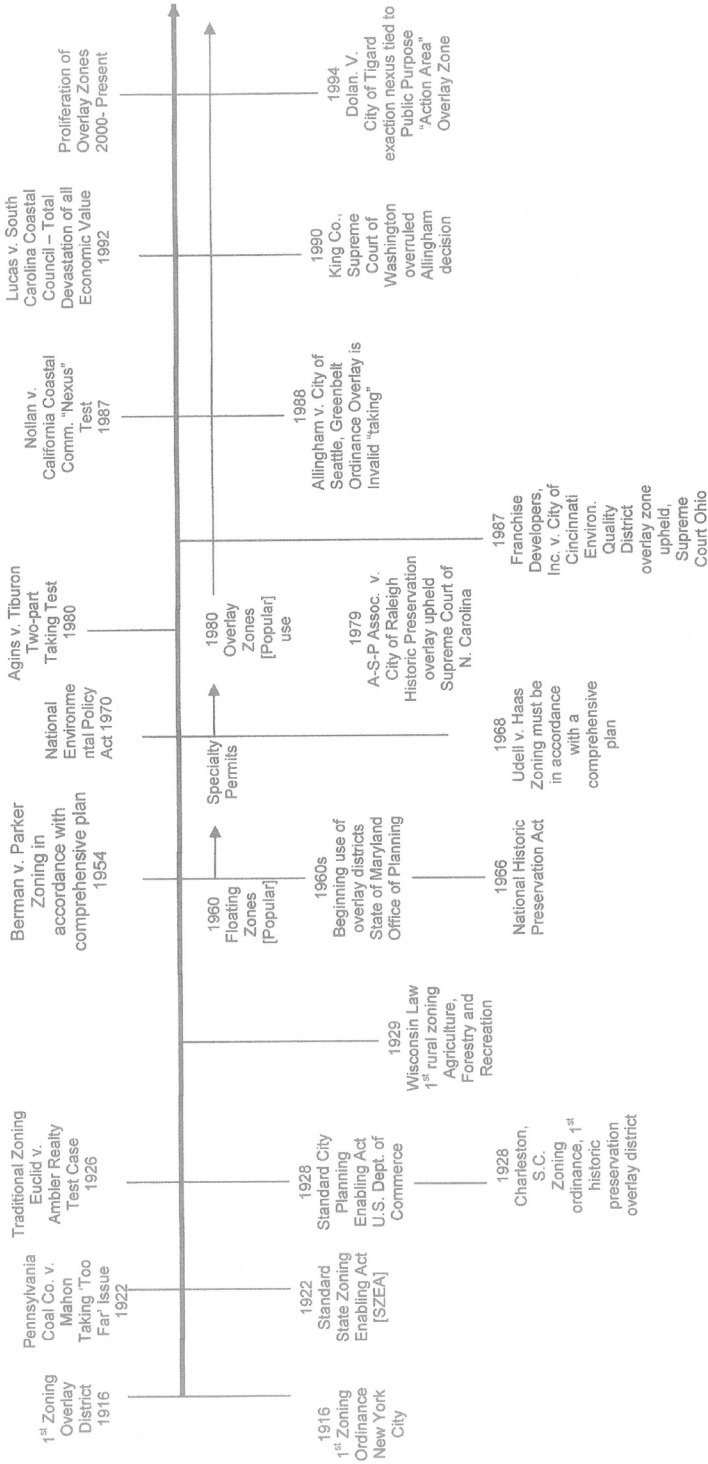 1st Zoning
Overlay
District
1916
Pennsylvania
Coal Co. v.
Mahon
Taking 'Too
Far' Issue
1922
Traditional Zoning
Euclid v.
Ambler Realty
Test Case
1926
Berman v. Parker
Zoning in
accordance with
comprehensive plan
1954
National
Environme
ntal Policy
Act 1970
Agins v. Tiburon
Two-part
Taking Test
1980
Nollan v.
California Coastal
Comm. "Nexus"
Test
1987
Lucas v. South
Carolina Coastal
Council – Total
Devastation of all
Economic Value
1992
Proliferation of
Overlay Zones
2000- Present
1960
Floating
Zones
[Popular]
Specialty
Permits
1980
Overlay
Zones
[Popular]
use
1916
1st Zoning
Ordinance
New York
City
1922
Standard
State Zoning
Enabling Act
[SZEA]
1928
Standard City
Planning
Enabling Act
U.S. Dept. of
Commerce
1928
Charleston,
S.C.
Zoning
ordinance, 1st
historic
preservation
overlay district
1929
Wisconsin Law
1st rural zoning
Agriculture,
Forestry and
Recreation
1960s
Beginning use of
overlay districts
State of Maryland
Office of Planning
1966
National Historic
Preservation Act
1968
Udell v. Haas
Zoning must be
in accordance
with a
comprehensive
plan
1979
A-S-P Assoc. v.
City of Raleigh
Historic Preservation
overlay upheld
Supreme Court of
N. Carolina
1987
Franchise
Developers,
Inc. v. City of
Cincinnati
Environ.
Quality
District
overlay zone
upheld,
Supreme
Court Ohio
1988
Allingham v. City of
Seattle, Greenbelt
Ordinance Overlay is
Invalid "taking"
1990
King Co.,
Supreme
Court of
Washington
overruled
Allingham
decision
1994
Dolan. V.
City of Tigard
exaction nexus tied to
Public Purpose
"Action Area"
Overlay Zone